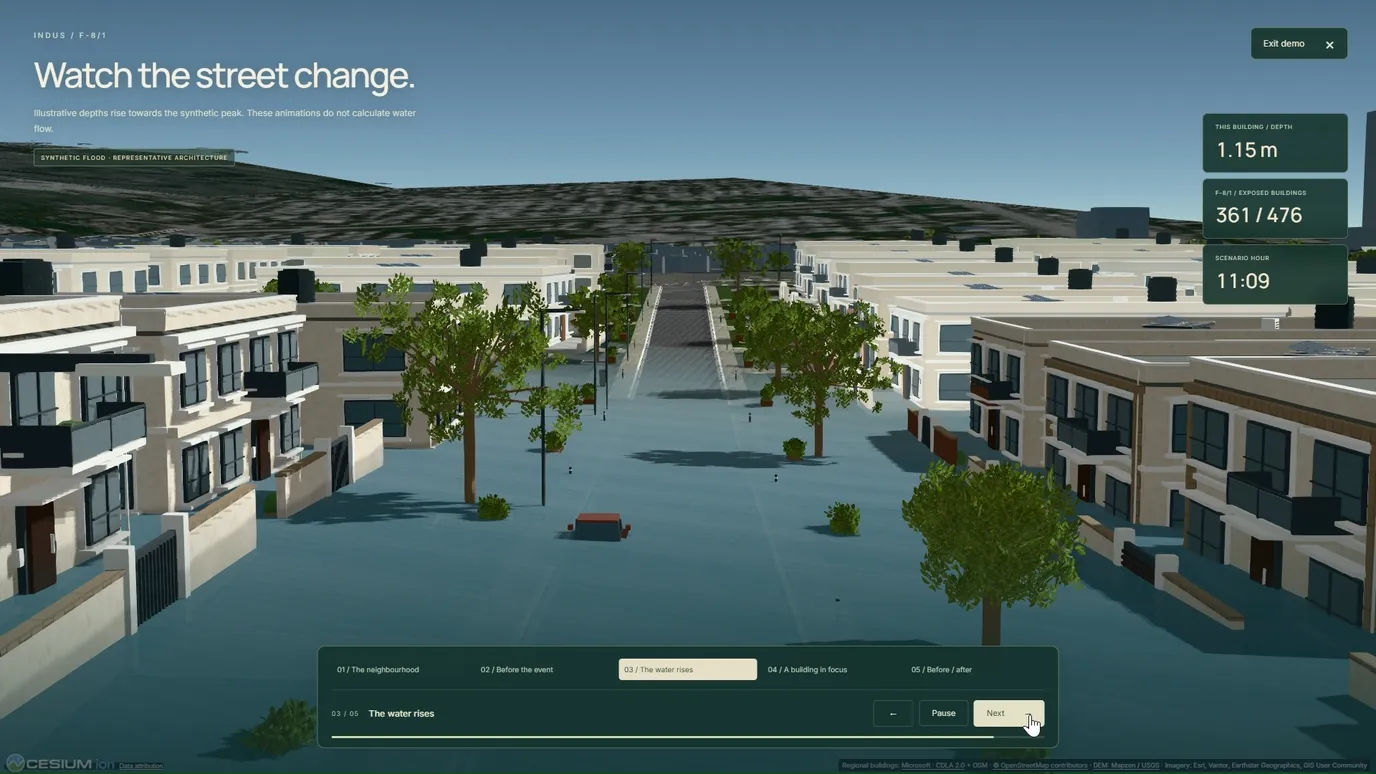 INDUS / F-8/1
Exit demo ×
Watch the street change.
Illustrative depths rise towards the synthetic peak. These animations do not calculate water
flow.
SYNTHETIC FLOOD · REPRESENTATIVE ARCHITECTURE
THIS BUILDING / DEPTH
1.15 m
F-8/1 / EXPOSED BUILDINGS
361 / 476
SCENARIO HOUR
11:09
01 / The neighbourhood
02 / Before the event
03 / The water rises
04 / A building in focus
05 / Before / after
03 / 05 The water rises
← Pause Next →
CESIUM ion Data attribution
Regional buildings: Microsoft · CDLA 2.0 + OSM · © OpenStreetMap contributors · DEM: Mapzen / USGS · Imagery: Esri, Vantor, Earthstar Geographics, GIS User Community